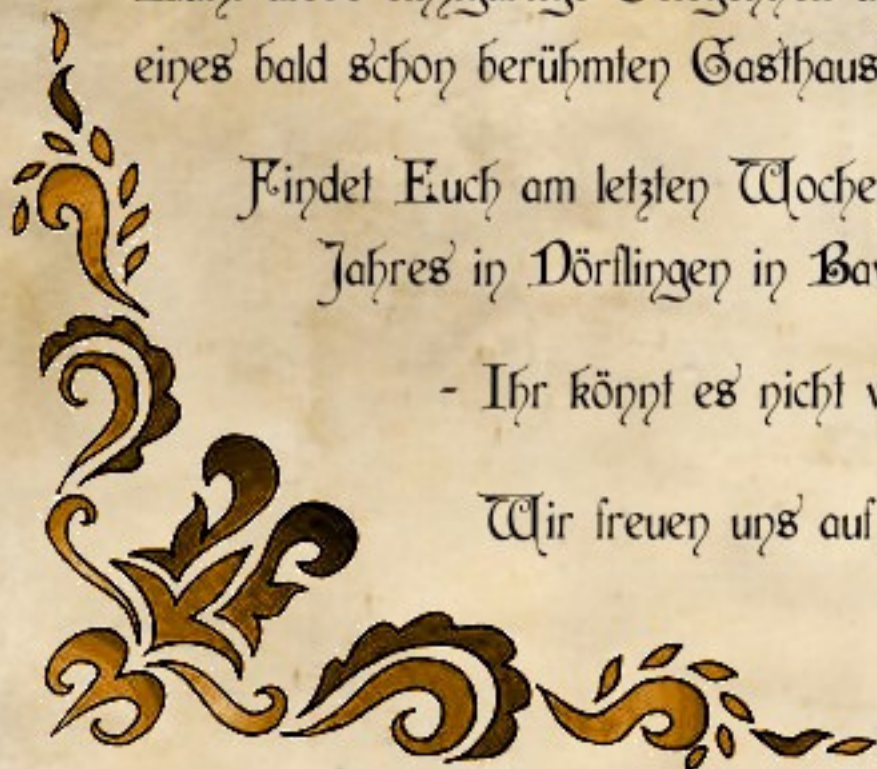 eines bald schon berühmten Gasthaus
Findet Euch am letzten Woche
Jahres in Dörflingen in Bay
- Ihr könnt es nicht v
Wir freuen uns auf